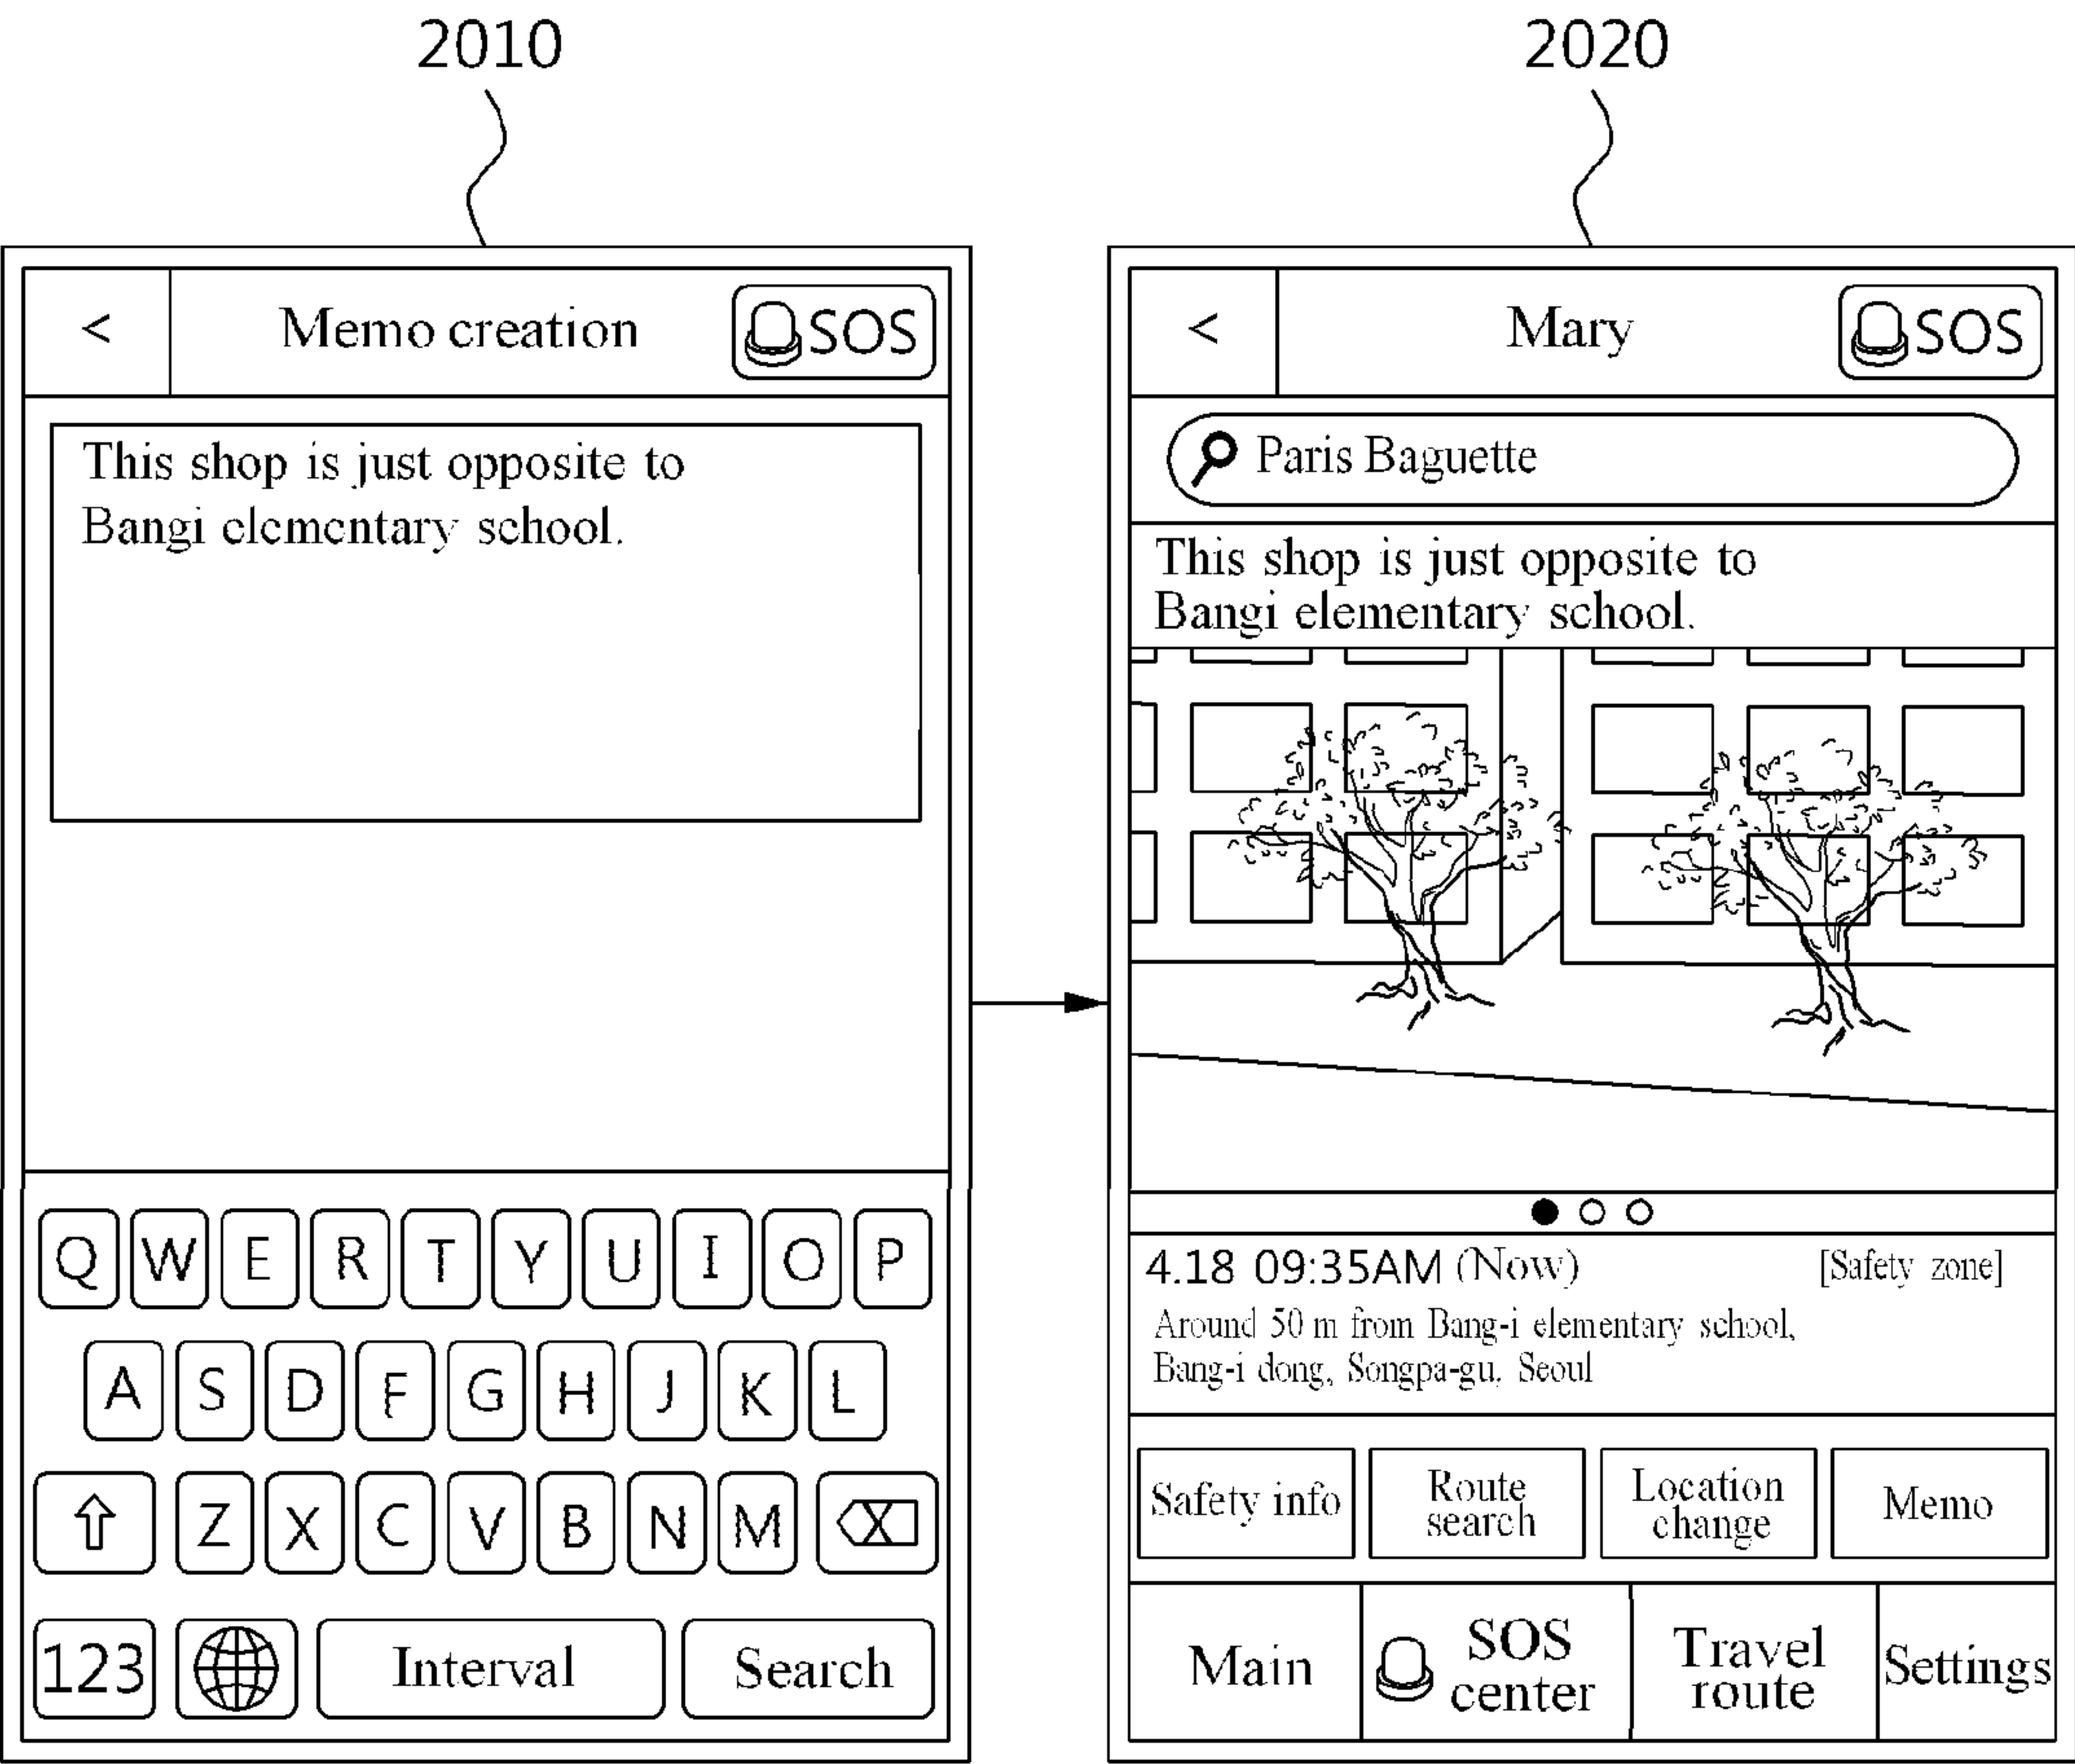 2010
2020
< Memo creation SOS
This shop is just opposite to
Bangi elementary school.
Q W E R T Y U I O P
A S D F G H J K L
Z X C V B N M X
123 Interval Search
< Mary SOS
Paris Baguette
This shop is just opposite to
Bangi elementary school.
4.18 09:35AM (Now) [Safety zone]
Around 50 m from Bang-i elementary school,
Bang-i dong, Songpa-gu, Seoul
Safety info
Route
search
Location
change
Memo
Main
SOS
center
Travel
route
Settings